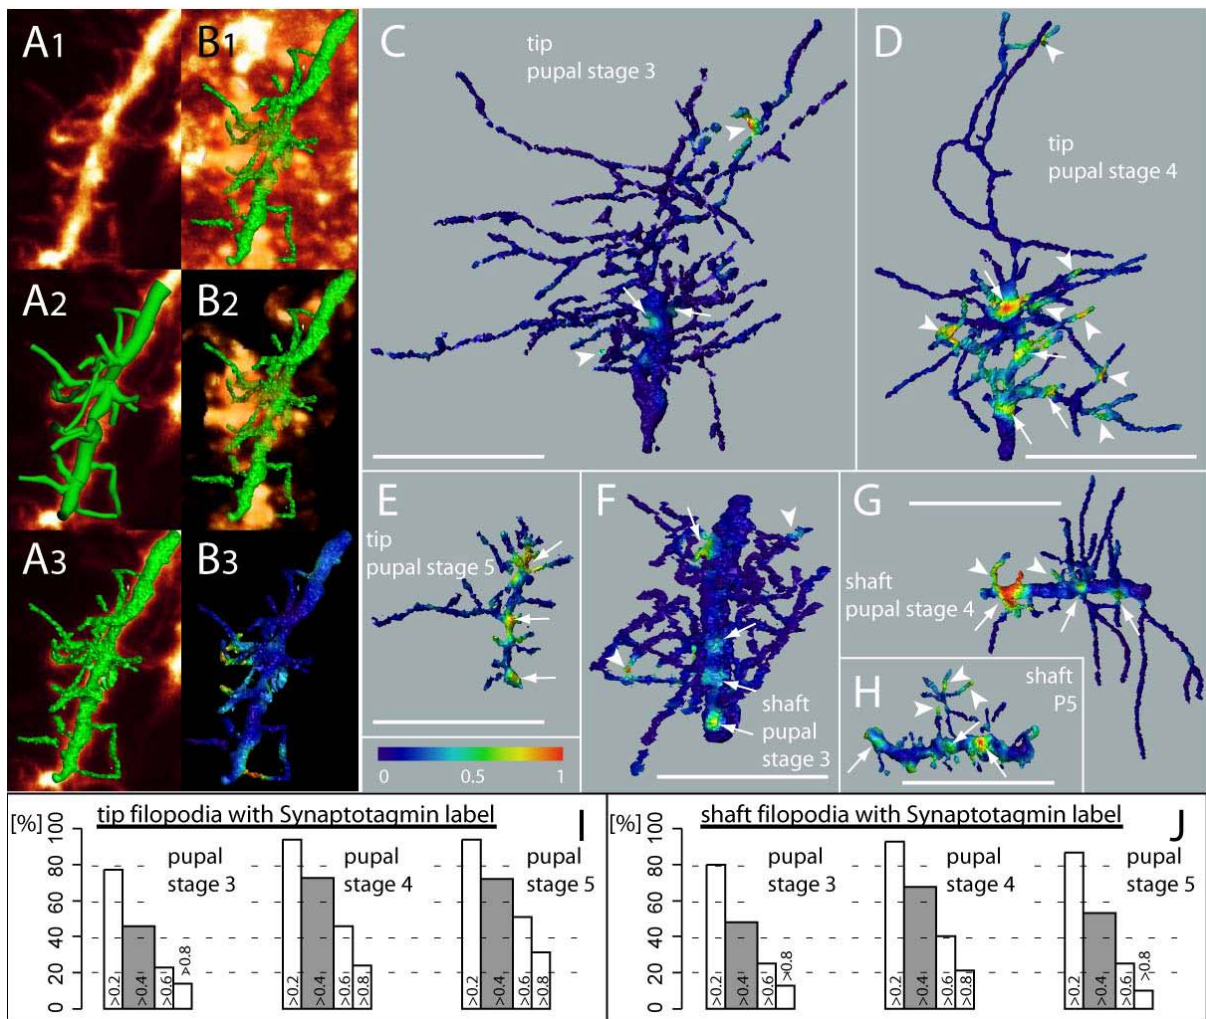 A1
B1
C
tip
pupal stage 3
D
tip
pupal stage 4
A2
B2
E
tip
pupal stage 5
F
shaft
pupal
stage 3
G
shaft
pupal stage 4
A3
B3
H
shaft
P5
0 0.5 1
tip filopodia with Synaptotagmin label
I
[%]
100
80
60
40
20
0
pupal
stage 3
pupal
stage 4
pupal
stage 5
>0.2
>0.4
>0.6
>0.8
>0.2
>0.4
>0.6
>0.8
>0.2
>0.4
>0.6
>0.8
shaft filopodia with Synaptotagmin label
J
[%]
100
80
60
40
20
0
pupal
stage 3
pupal
stage 4
pupal
stage 5
>0.2
>0.4
>0.6
>0.8
>0.2
>0.4
>0.6
>0.8
>0.2
>0.4
>0.6
>0.8